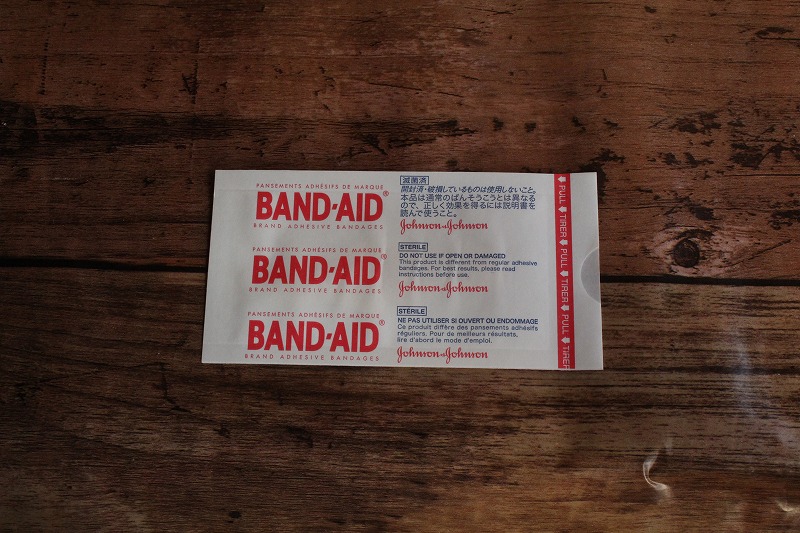 PANSEMENTS ADHÉSIFS DE MARQUE
BAND-AID®
BRAND ADHESIVE BANDAGES
滅菌済
開封済・破損しているものは使用しないこと。
本品は通常のばんそうこうとは異なる
ので、正しく効果を得るには説明書を
読んで使うこと。
Johnson&Johnson
PANSEMENTS ADHÉSIFS DE MARQUE
BAND-AID®
BRAND ADHESIVE BANDAGES
STERILE
DO NOT USE IF OPEN OR DAMAGED
This product is different from regular adhesive
bandages. For best results, please read
instructions before use.
Johnson&Johnson
PANSEMENTS ADHÉSIFS DE MARQUE
BAND-AID®
BRAND ADHESIVE BANDAGES
STÉRILE
NE PAS UTILISER SI OUVERT OU ENDOMMAGE
Ce produit diffère des pansements adhésifs
réguliers. Pour de meilleurs résultats,
lire d'abord le mode d'emploi.
Johnson&Johnson
PULL TIRER PULL TIRER PULL TIRER